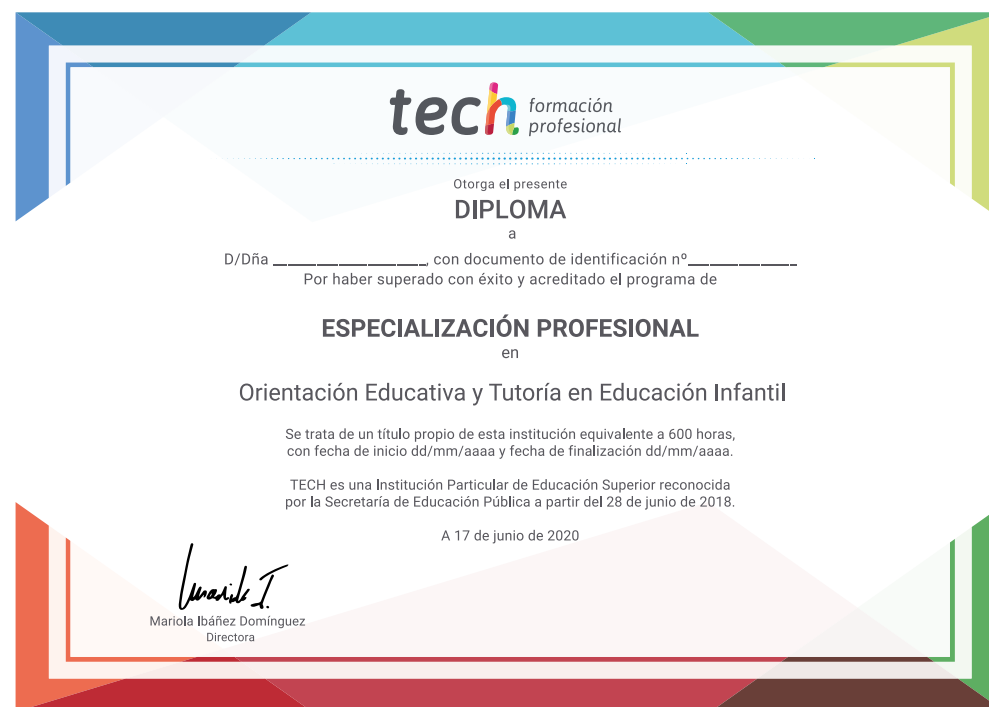 tech formación
profesional
Otorga el presente
DIPLOMA
a
D/Dña ____________________, con documento de identificación nº______________
Por haber superado con éxito y acreditado el programa de
ESPECIALIZACIÓN PROFESIONAL
en
Orientación Educativa y Tutoría en Educación Infantil
Se trata de un título propio de esta institución equivalente a 600 horas,
con fecha de inicio dd/mm/aaaa y fecha de finalización dd/mm/aaaa.
TECH es una Institución Particular de Educación Superior reconocida
por la Secretaría de Educación Pública a partir del 28 de junio de 2018.
A 17 de junio de 2020
Mariola Ibáñez Domínguez
Directora